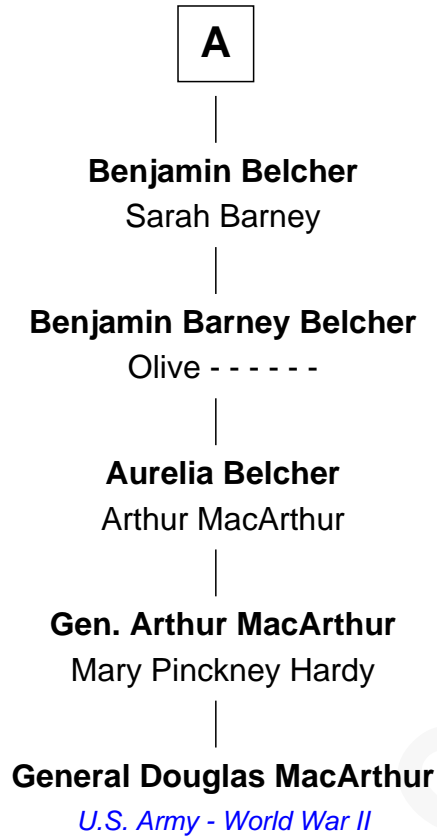 A
Benjamin Belcher
Sarah Barney
Benjamin Barney Belcher
Olive - - - - - -
Aurelia Belcher
Arthur MacArthur
Gen. Arthur MacArthur
Mary Pinckney Hardy
General Douglas MacArthur
U.S. Army - World War II